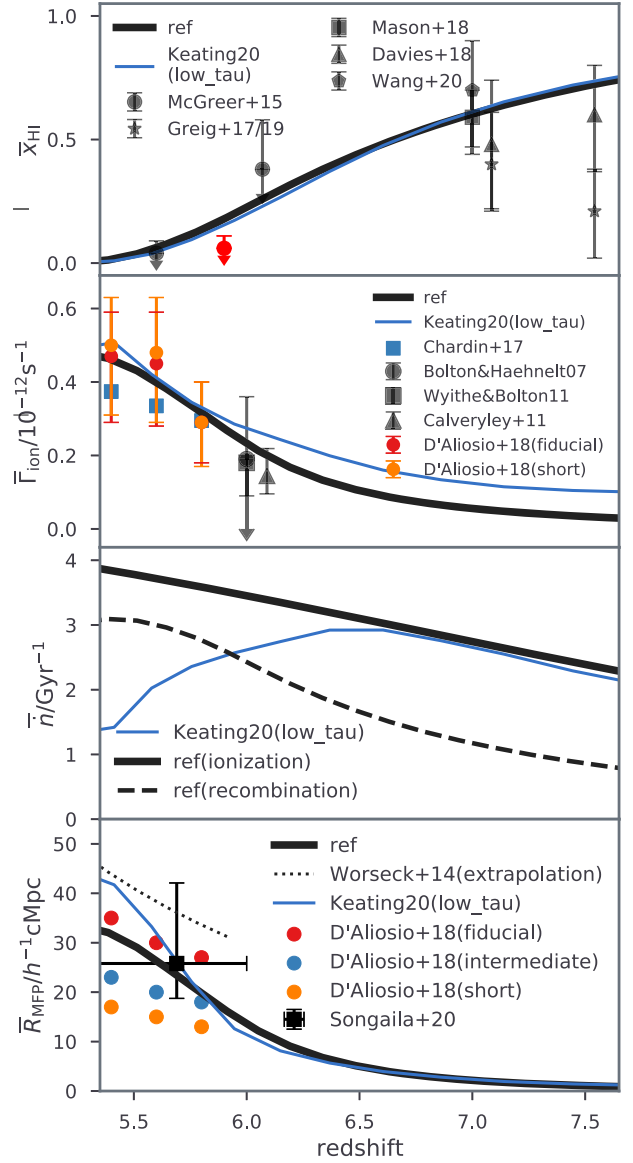 1
ref
Keating20
(low_tau)
McGreer+15
Greig+17/19
Mason+18
Davies+18
Wang+20
0.5
0.0
x̅HI
0.6
0.4
0.2
0.0
Γ̅ion/10−12s−1
ref
Keating20(low_tau)
Chardin+17
Bolton&Haehnelt07
Wyithe&Bolton11
Calveryley+11
D'Aliosio+18(fiducial)
D'Aliosio+18(short)
4
3
2
1
0
ṅ̅/Gyr−1
Keating20(low_tau)
ref(ionization)
ref(recombination)
50
40
30
20
10
0
R̅MFP/h−1cMpc
ref
Worseck+14(extrapolation)
Keating20(low_tau)
D'Aliosio+18(fiducial)
D'Aliosio+18(intermediate)
D'Aliosio+18(short)
Songaila+20
5.5 6.0 6.5 7.0 7.5
redshift